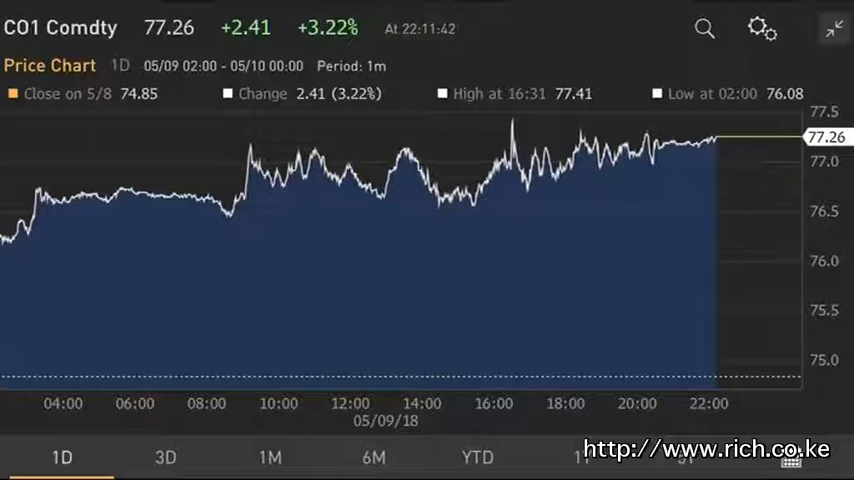 CO1 Comdty 77.26 +2.41 +3.22% At 22:11:42
Price Chart 1D 05/09 02:00 - 05/10 00:00 Period: 1m
Close on 5/8 74.85 Change 2.41 (3.22%) High at 16:31 77.41 Low at 02:00 76.08
77.5
77.26
77.0
76.5
76.0
75.5
75.0
04:00 06:00 08:00 10:00 12:00 14:00 16:00 18:00 20:00 22:00
05/09/18
1D 3D 1M 6M YTD
http://www.rich.co.ke